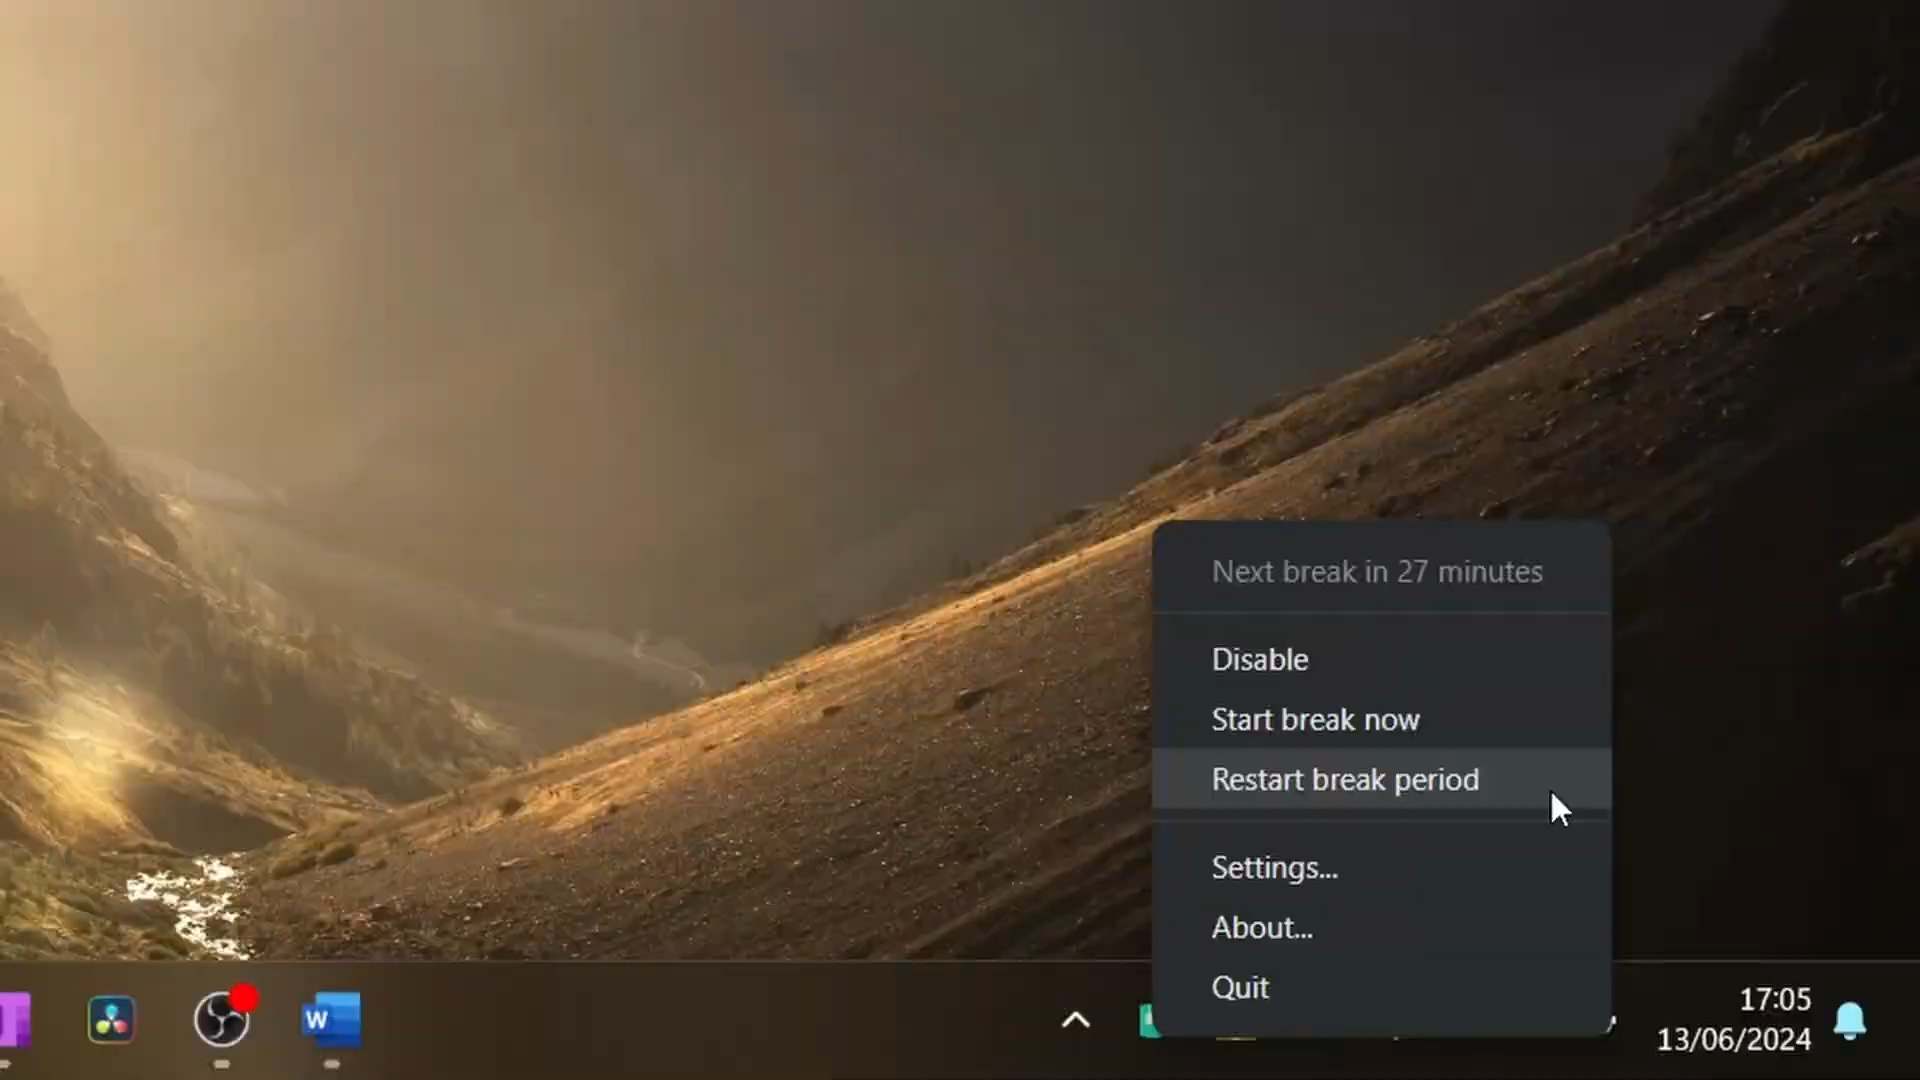 Next break in 27 minutes
Disable
Start break now
Restart break period
Settings...
About...
Quit
W
17:05
13/06/2024